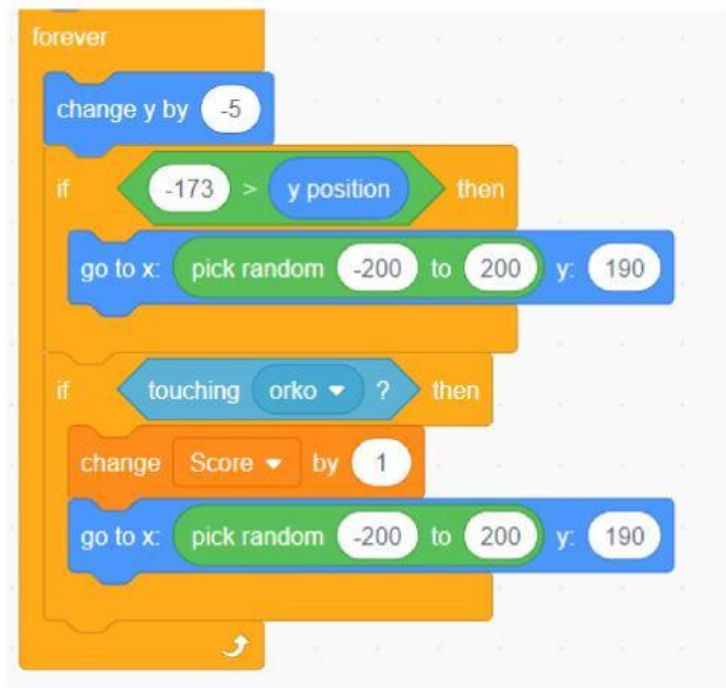 forever
change y by -5
if -173 > y position then
go to x: pick random -200 to 200 y: 190
if touching orko ? then
change Score by 1
go to x: pick random -200 to 200 y: 190